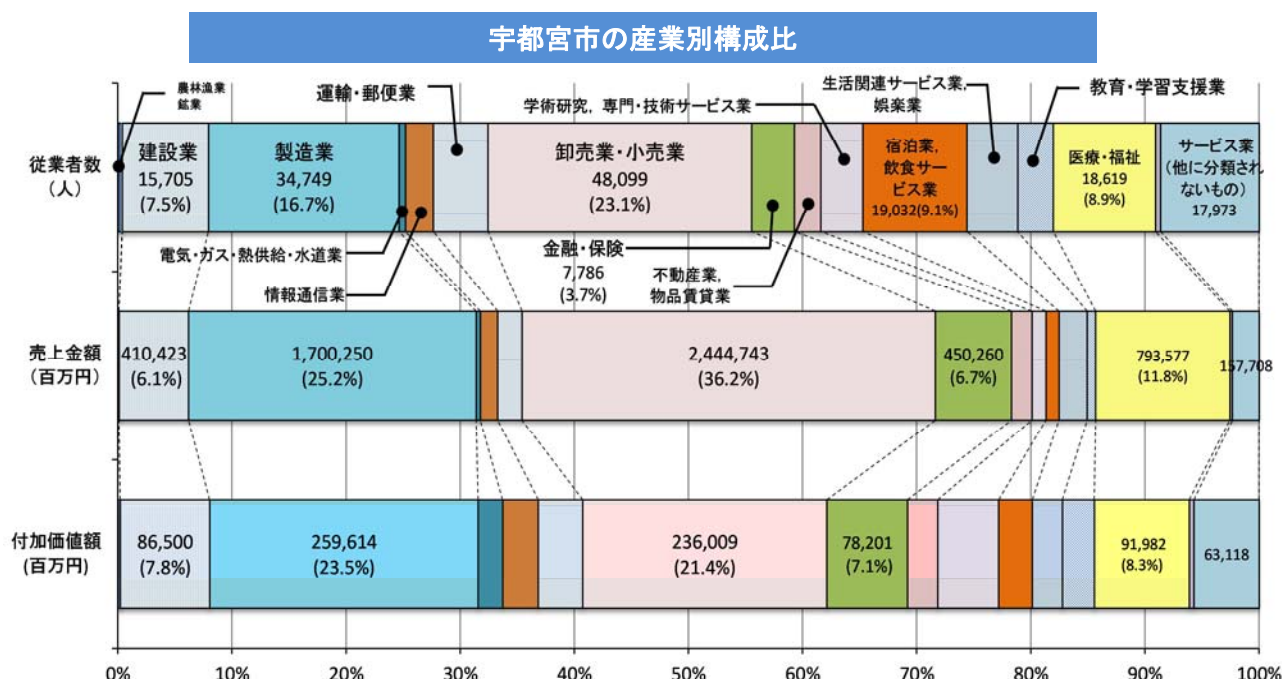 宇都宮市の産業別構成比
農林漁業
鉱業
運輸・郵便業
学術研究，専門・技術サービス業
生活関連サービス業，
娯楽業
教育・学習支援業
従業者数
（人）
建設業
15,705
(7.5%)
製造業
34,749
(16.7%)
卸売業・小売業
48,099
(23.1%)
宿泊業，
飲食サー
ビス業
19,032(9.1%)
医療・福祉
18,619
(8.9%)
サービス業
(他に分類され
ないもの)
17,973
電気・ガス・熱供給・水道業
情報通信業
金融・保険
7,786
(3.7%)
不動産業，
物品賃貸業
売上金額
（百万円）
410,423
(6.1%)
1,700,250
(25.2%)
2,444,743
(36.2%)
450,260
(6.7%)
793,577
(11.8%)
157,708
付加価値額
(百万円)
86,500
(7.8%)
259,614
(23.5%)
236,009
(21.4%)
78,201
(7.1%)
91,982
(8.3%)
63,118
0% 10% 20% 30% 40% 50% 60% 70% 80% 90% 100%